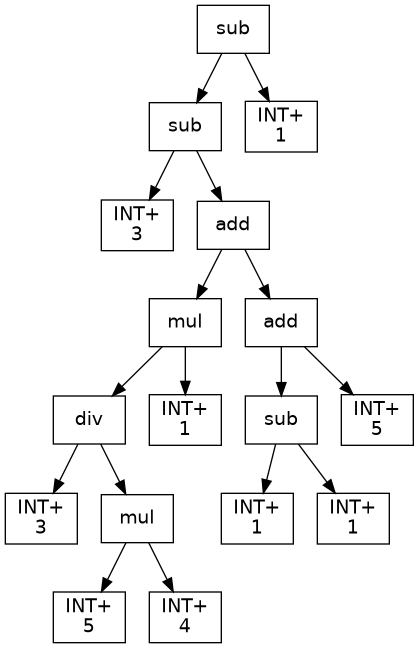 sub
sub
INT+
1
INT+
3
add
mul
add
div
INT+
1
sub
INT+
5
INT+
3
mul
INT+
1
INT+
1
INT+
5
INT+
4